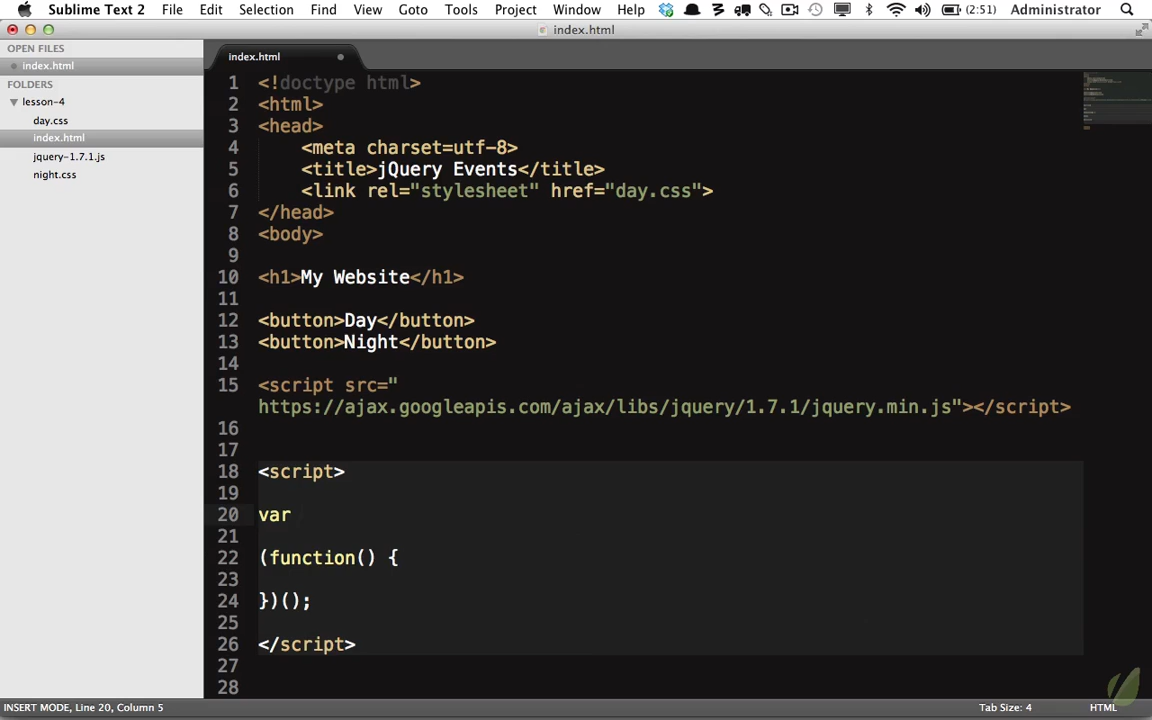 Sublime Text 2 File Edit Selection Find View Goto Tools Project Window Help (2:51) Administrator
index.html
OPEN FILES
index.html
FOLDERS
lesson-4
day.css
index.html
jquery-1.7.1.js
night.css
index.html
1 <!doctype html>
2 <html>
3 <head>
4 <meta charset=utf-8>
5 <title>jQuery Events</title>
6 <link rel="stylesheet" href="day.css">
7 </head>
8 <body>
9
10 <h1>My Website</h1>
11
12 <button>Day</button>
13 <button>Night</button>
14
15 <script src="
https://ajax.googleapis.com/ajax/libs/jquery/1.7.1/jquery.min.js"></script>
16
17
18 <script>
19
20 var
21
22 (function() {
23
24 })();
25
26 </script>
27
28
INSERT MODE, Line 20, Column 5 Tab Size: 4 HTML